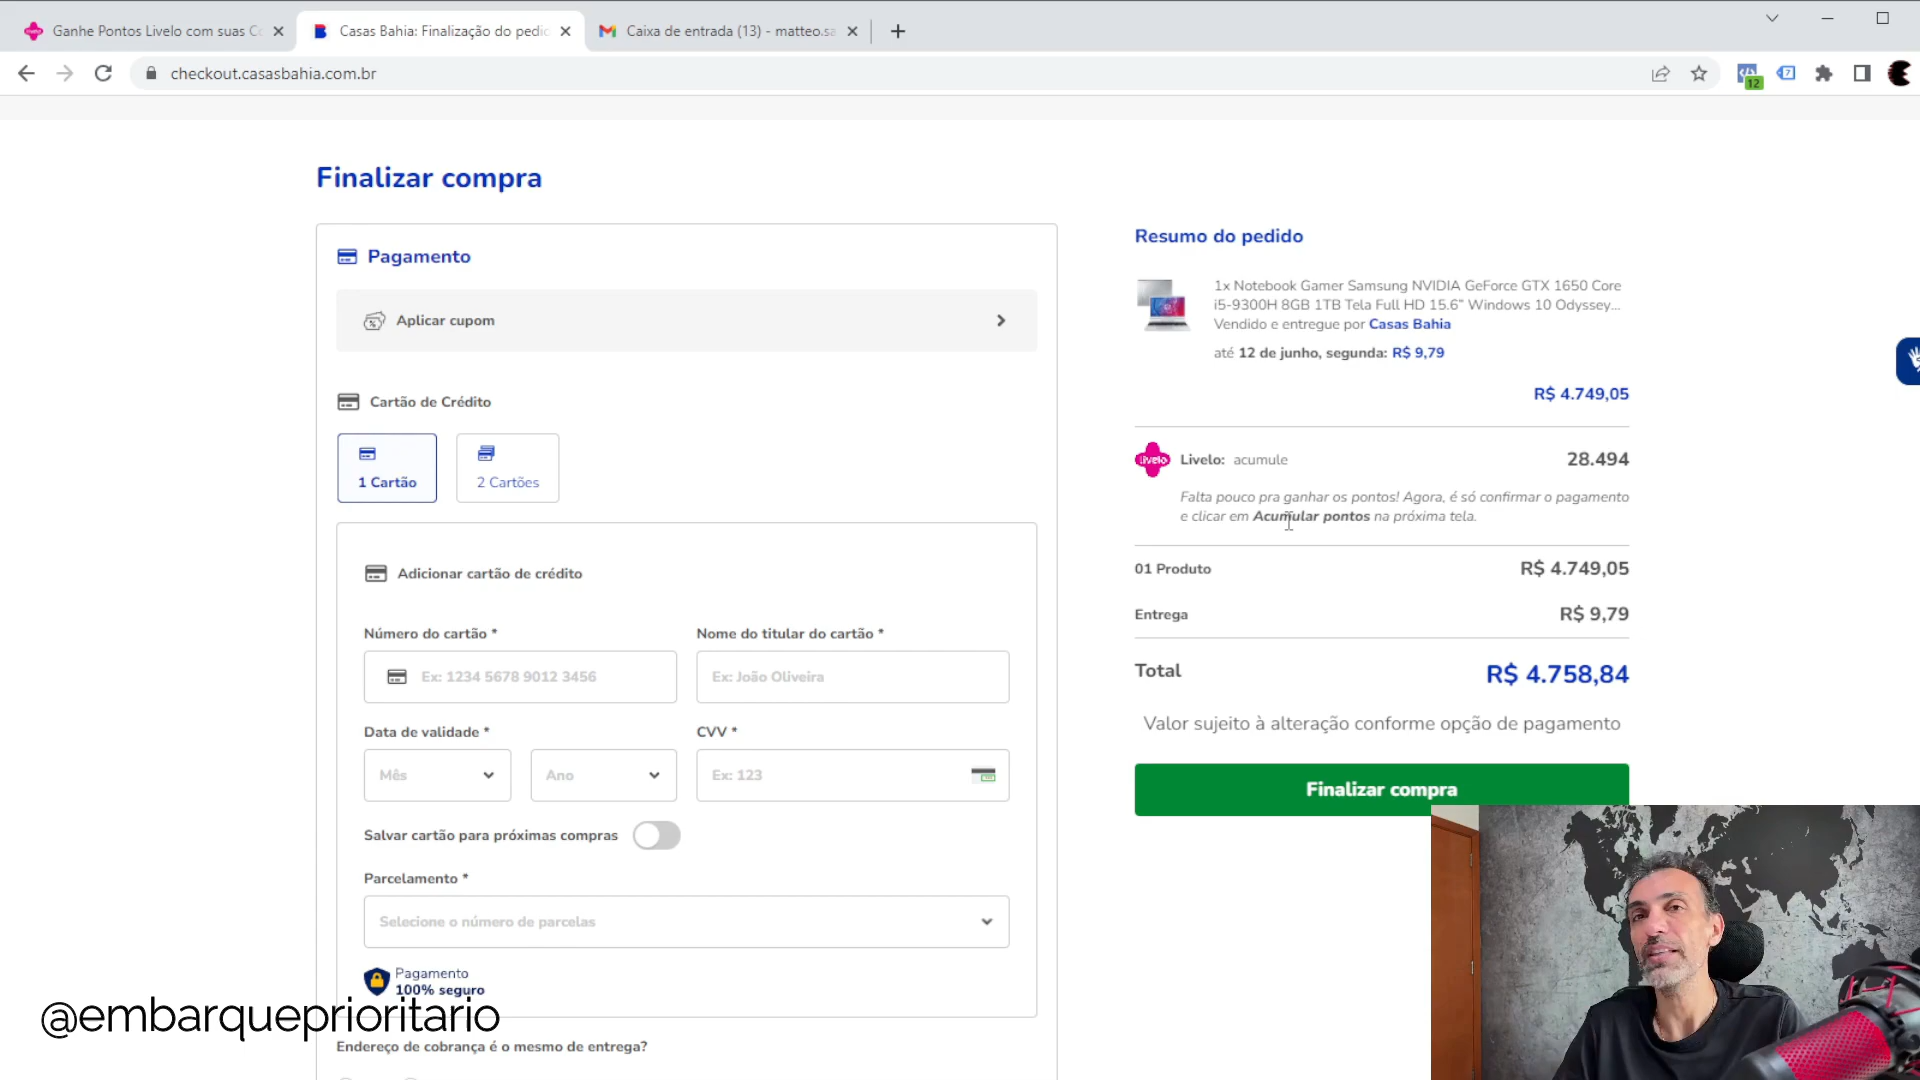 Ganhe Pontos Livelo com suas Co
Casas Bahia: Finalização do pedid
Caixa de entrada (13) - matteo.sa
checkout.casasbahia.com.br
12
7
Finalizar compra
Pagamento
Aplicar cupom
Cartão de Crédito
1 Cartão
2 Cartões
Adicionar cartão de crédito
Número do cartão *
Nome do titular do cartão *
Ex: 1234 5678 9012 3456
Ex: João Oliveira
Data de validade *
CVV *
Mês
Ano
Ex: 123
Salvar cartão para próximas compras
Parcelamento *
Selecione o número de parcelas
Pagamento
100% seguro
Endereço de cobrança é o mesmo de entrega?
Resumo do pedido
1x Notebook Gamer Samsung NVIDIA GeForce GTX 1650 Core
i5-9300H 8GB 1TB Tela Full HD 15.6” Windows 10 Odyssey...
Vendido e entregue por Casas Bahia
até 12 de junho, segunda: R$ 9,79
R$ 4.749,05
livelo
Livelo: acumule
28.494
Falta pouco pra ganhar os pontos! Agora, é só confirmar o pagamento
e clicar em Acumular pontos na próxima tela.
01 Produto
R$ 4.749,05
Entrega
R$ 9,79
Total
R$ 4.758,84
Valor sujeito à alteração conforme opção de pagamento
Finalizar compra
@embarqueprioritario